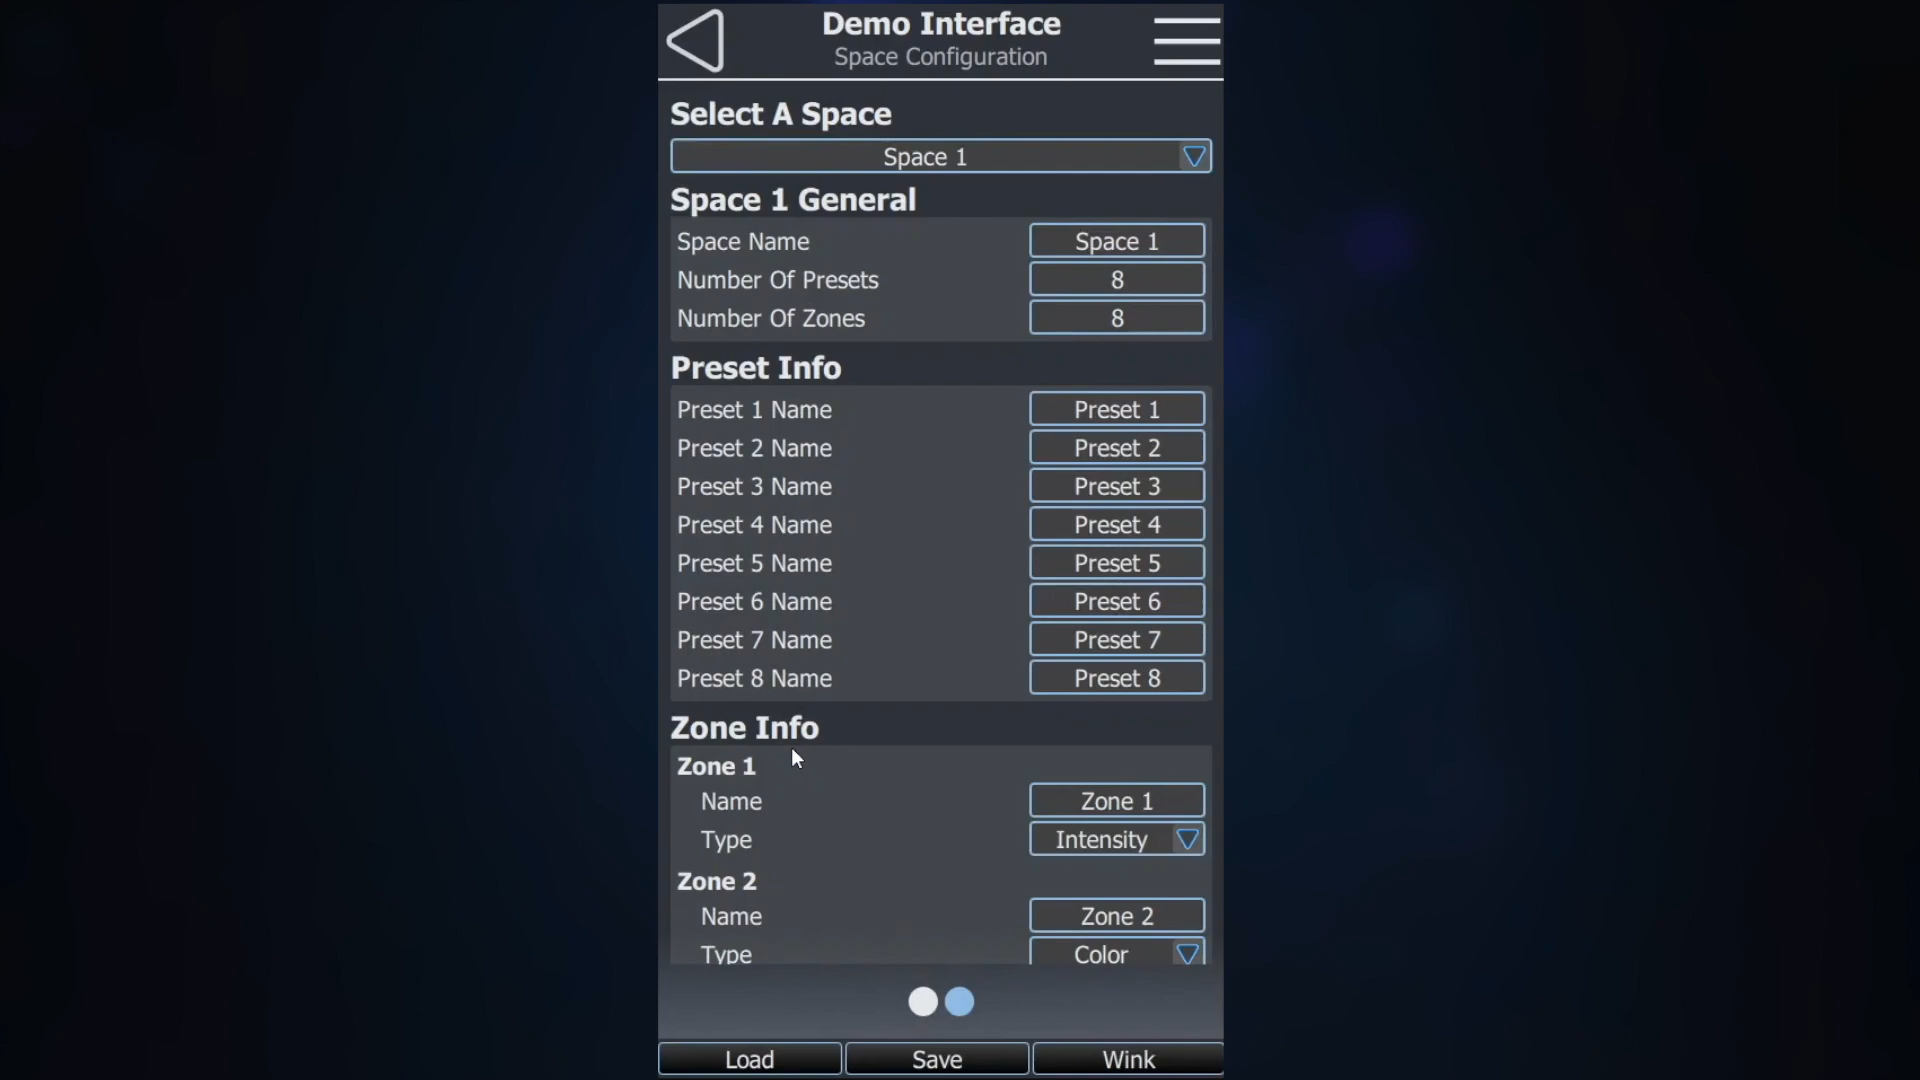 Demo Interface
Space Configuration
Select A Space
Space 1
Space 1 General
Space Name Space 1
Number Of Presets 8
Number Of Zones 8
Preset Info
Preset 1 Name Preset 1
Preset 2 Name Preset 2
Preset 3 Name Preset 3
Preset 4 Name Preset 4
Preset 5 Name Preset 5
Preset 6 Name Preset 6
Preset 7 Name Preset 7
Preset 8 Name Preset 8
Zone Info
Zone 1
Name Zone 1
Type Intensity
Zone 2
Name Zone 2
Type Color
Load Save Wink